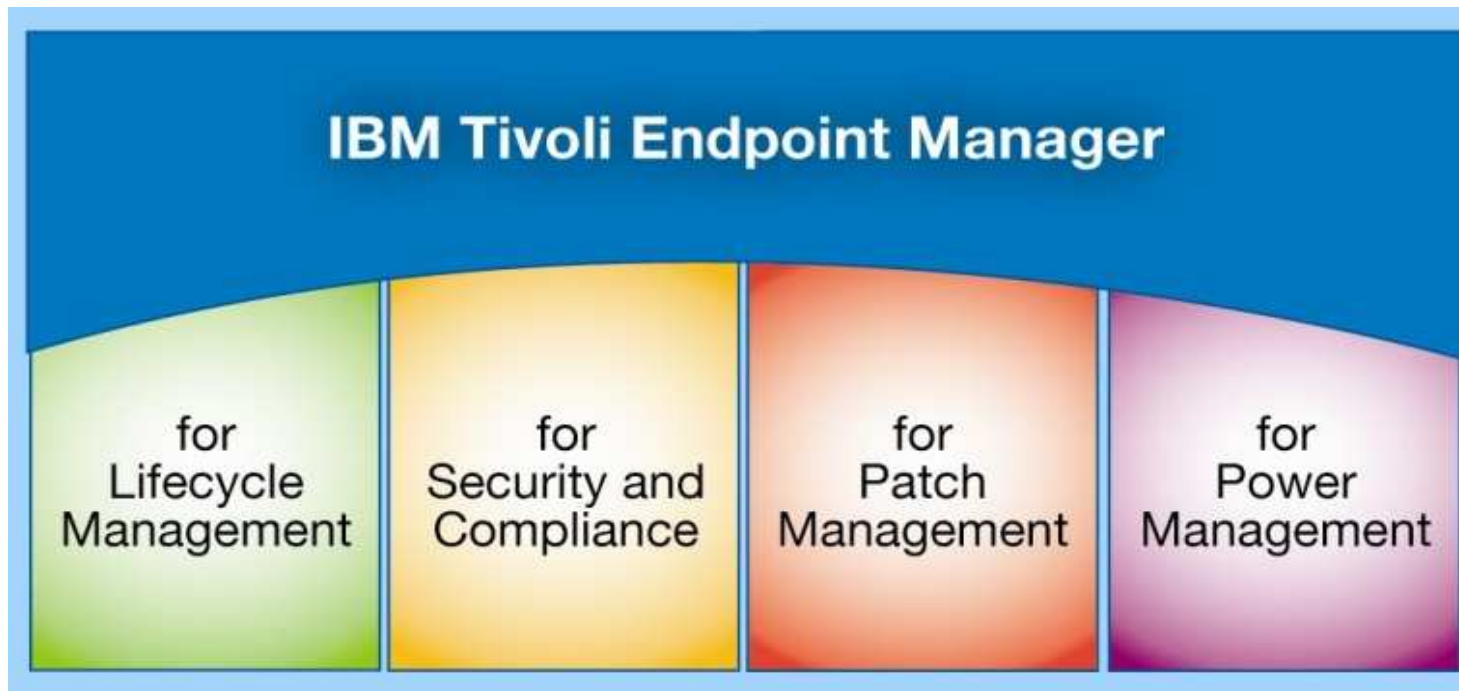 IBM Tivoli Endpoint Manager
for
Lifecycle
Management
for
Security and
Compliance
for
Patch
Management
for
Power
Management